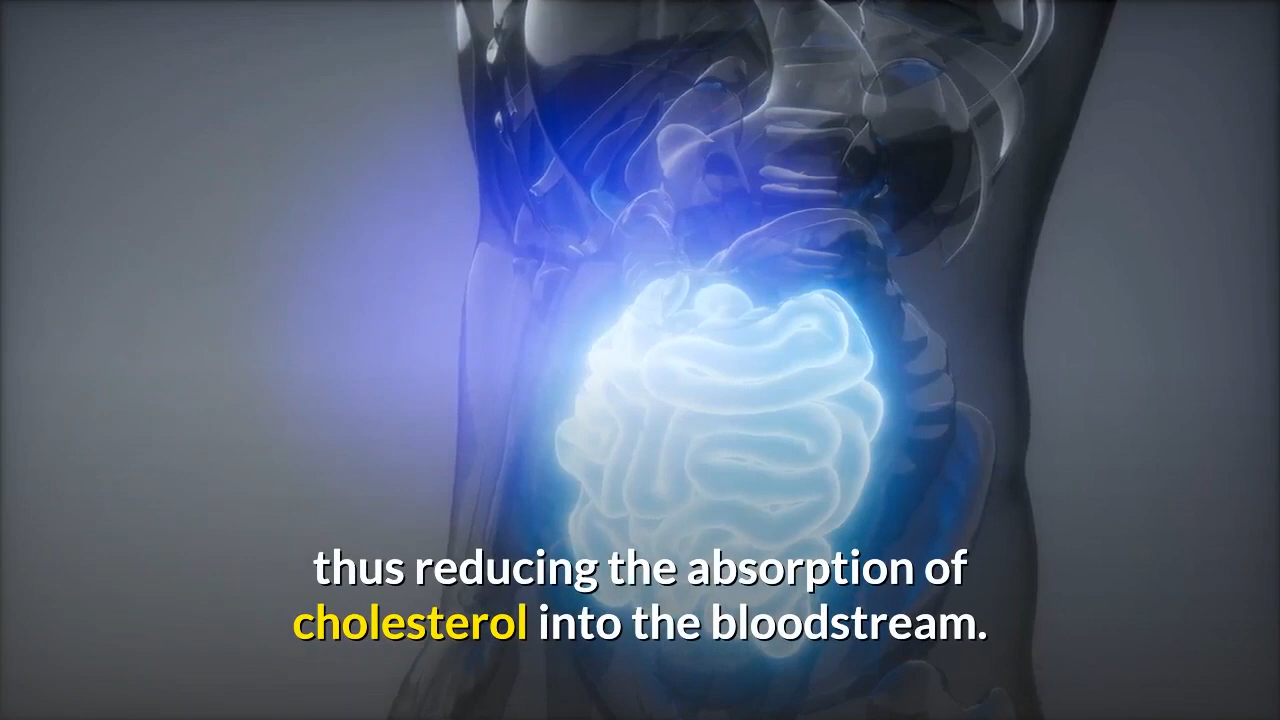 thus reducing the absorption of
cholesterol into the bloodstream.